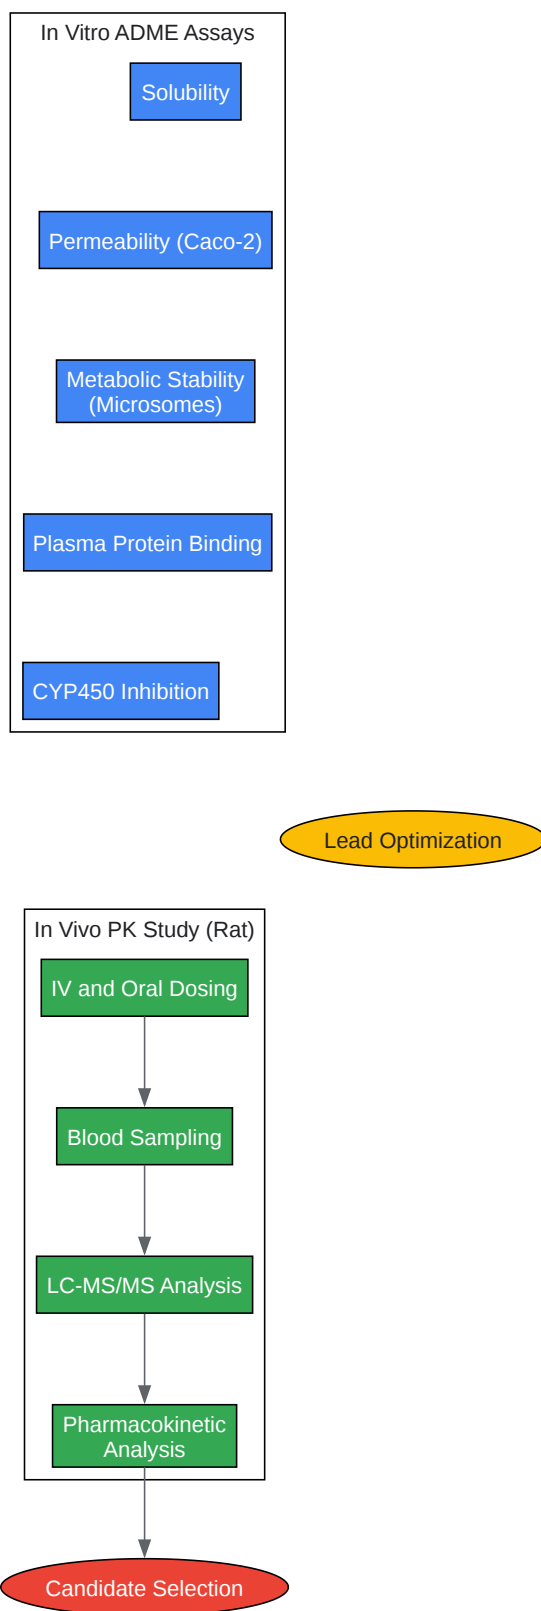 In Vitro ADME Assays
Solubility
Permeability (Caco-2)
Metabolic Stability
(Microsomes)
Plasma Protein Binding
CYP450 Inhibition
Lead Optimization
In Vivo PK Study (Rat)
IV and Oral Dosing
Blood Sampling
LC-MS/MS Analysis
Pharmacokinetic
Analysis
Candidate Selection